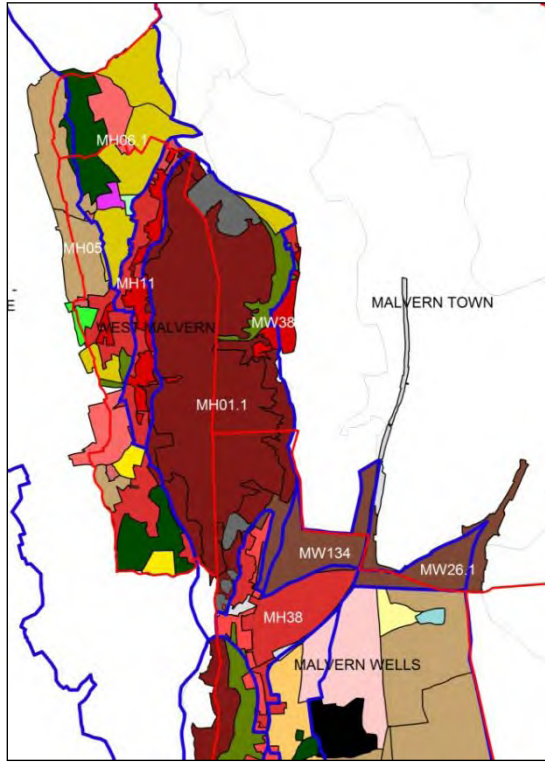 MH06.1
MH05
MH11
E
WEST MALVERN
MW38
MALVERN TOWN
MH01.1
MW134
MW26.1
MH38
MALVERN WELLS